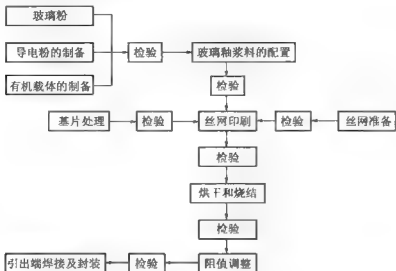 玻璃粉
导电粉的制备
检验
玻璃釉浆料的配置
有机载体的制备
检验
基片处理
检验
丝网印刷
检验
丝网准备
检验
烘干和烧结
检验
引出端焊接及封装
检验
阻值调整